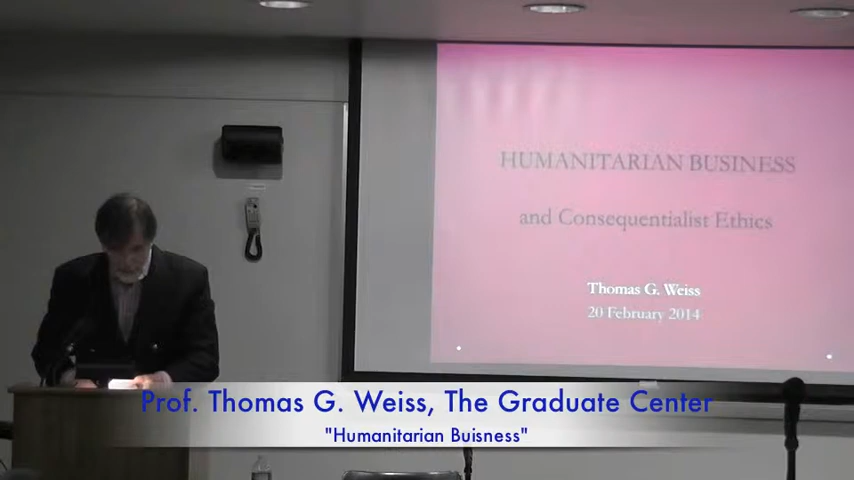 HUMANITARIAN BUSINESS
and Consequentialist Ethics
Thomas G. Weiss
20 February 2014
Prof. Thomas G. Weiss, The Graduate Center
"Humanitarian Buisness"